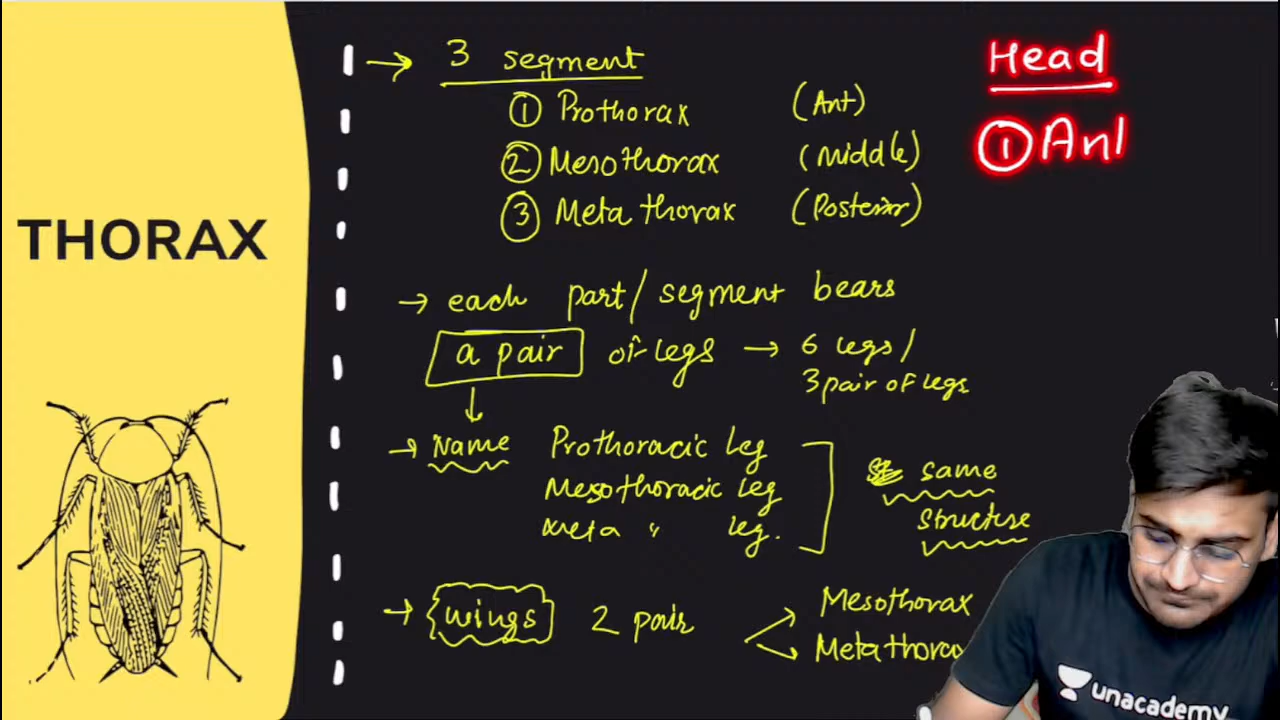 THORAX
→ 3 segment
① Prothorax (Ant)
② Mesothorax (Middle)
③ Meta thorax (Posterior)
Head
① Ant
→ each part/segment bears
a pair of legs → 6 legs/
3 pair of legs
→ Name Prothoracic leg
Mesothoracic leg
Meta " leg.
same
structure
→ wings 2 pair
Mesothorax
Metathorax
unacademy